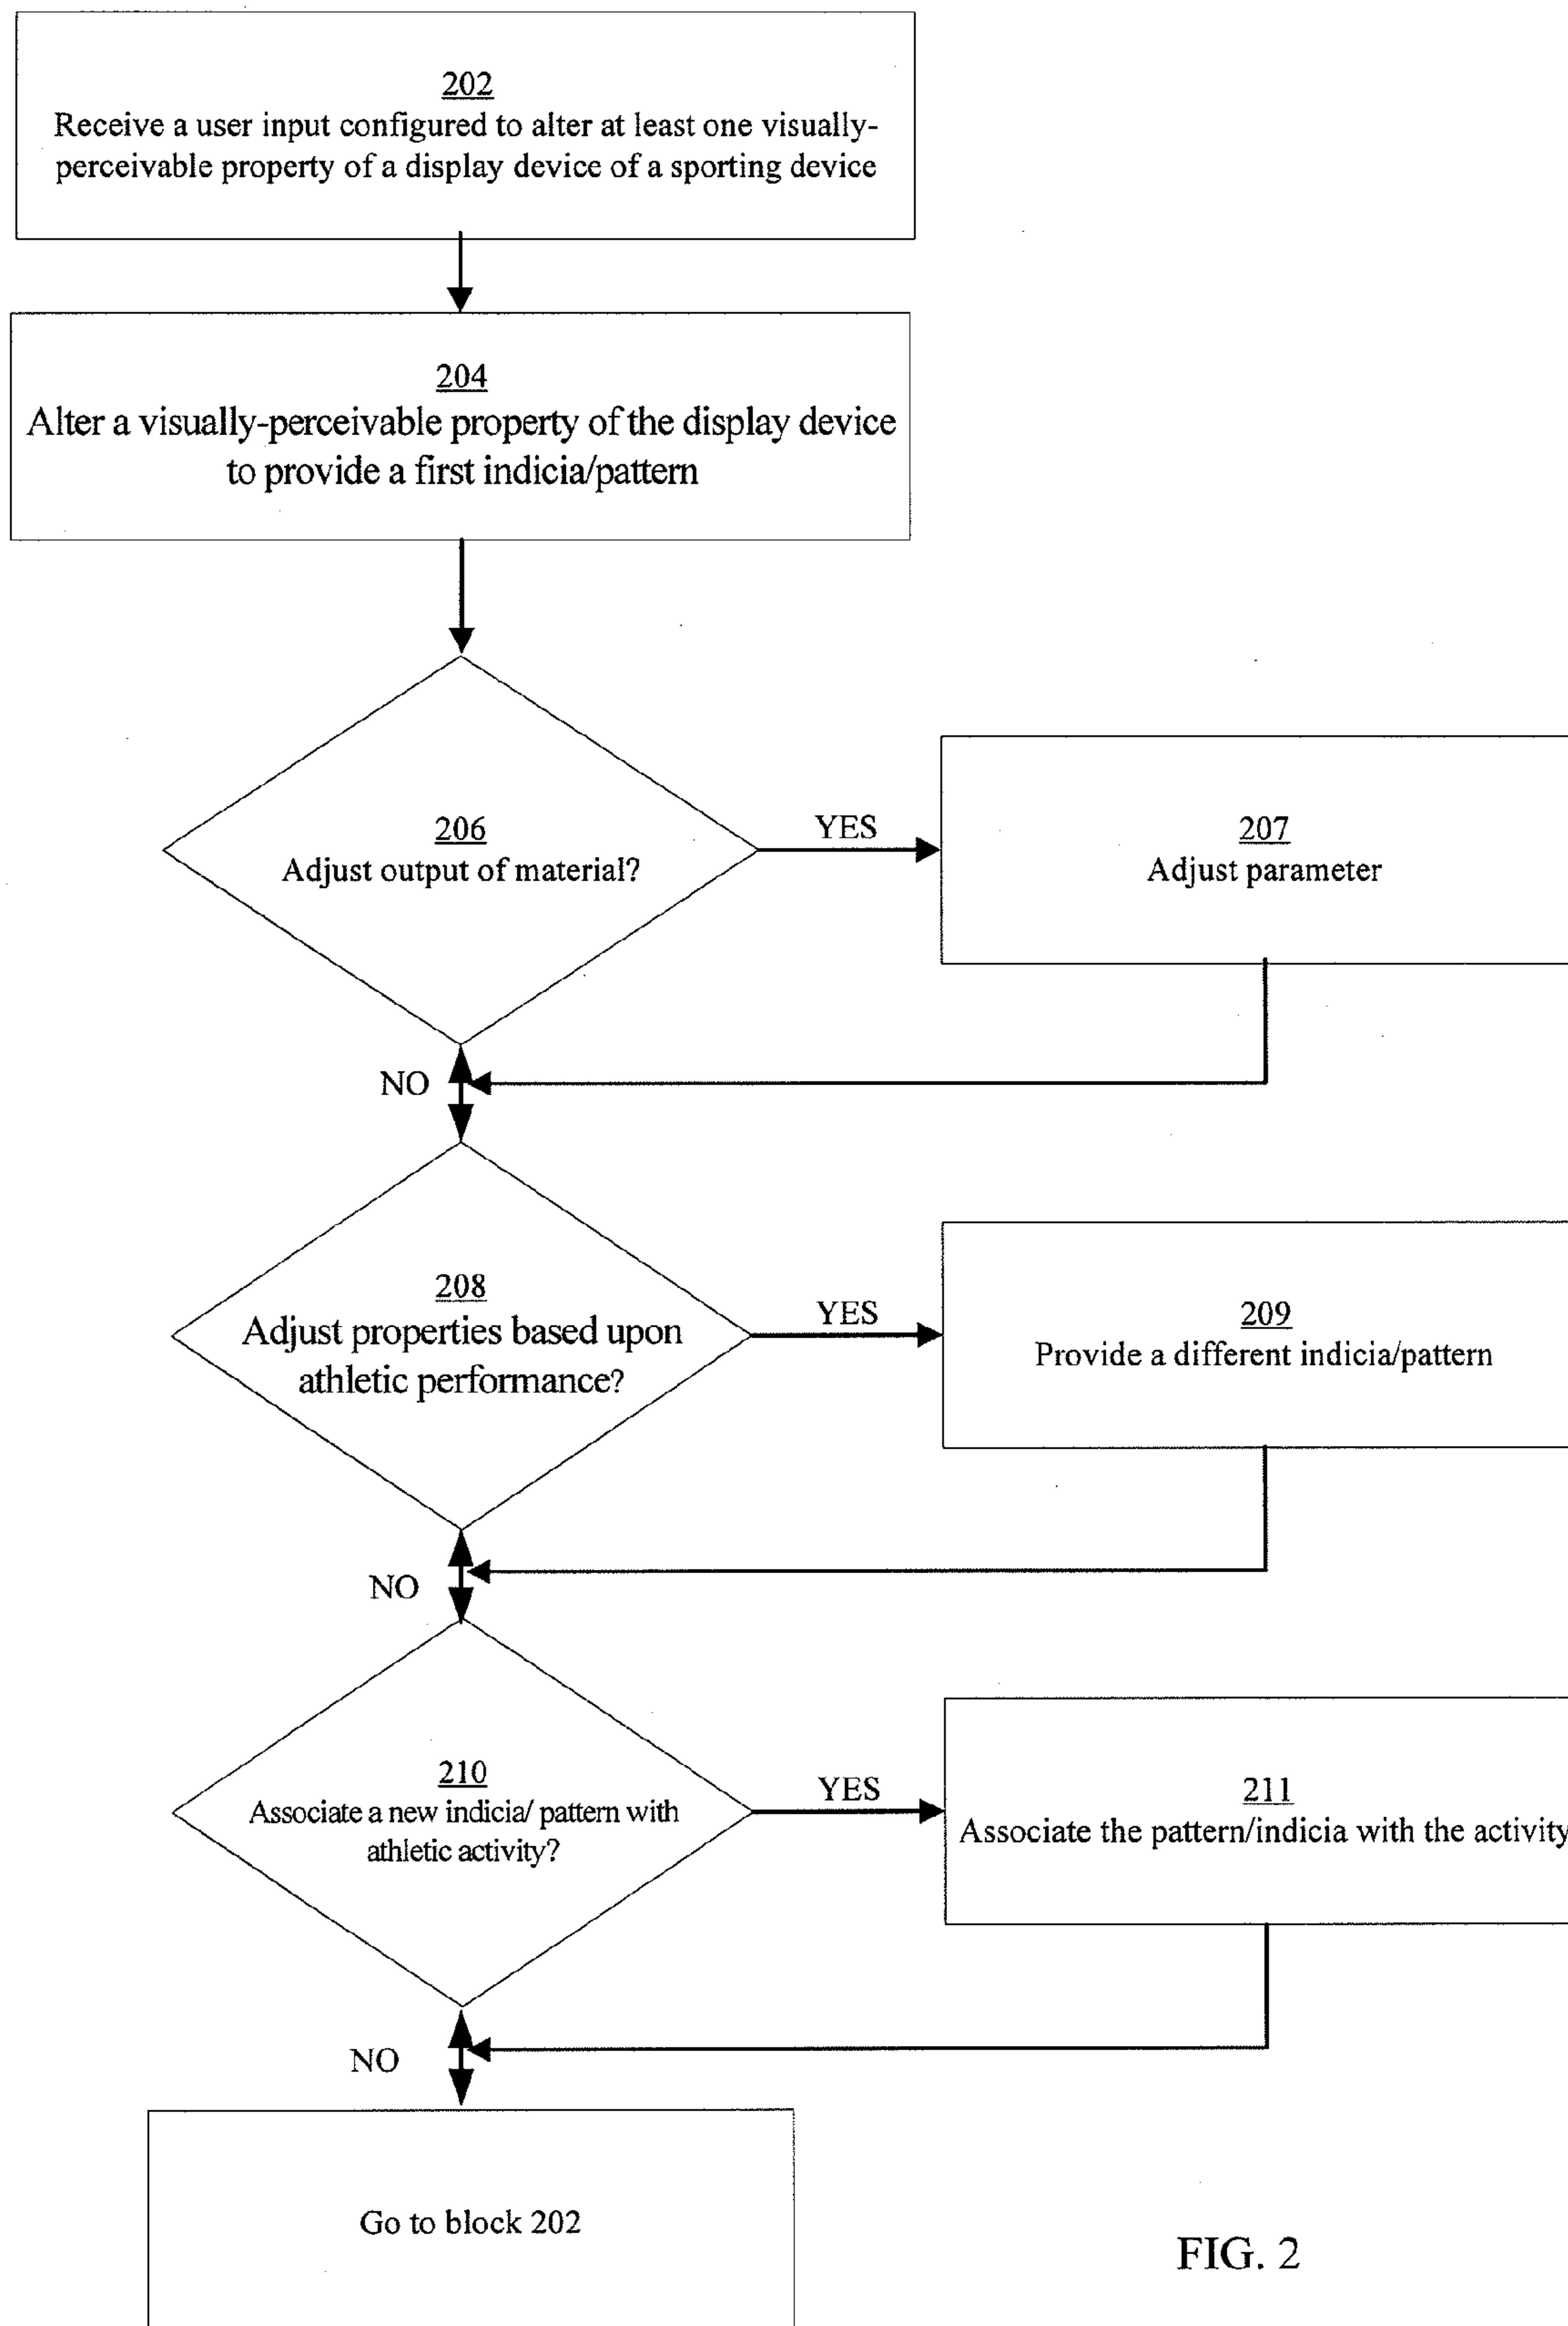 202
Receive a user input configured to alter at least one visually-
perceivable property of a display device of a sporting device
204
Alter a visually-perceivable property of the display device
to provide a first indicia/pattern
206
Adjust output of material?
YES
207
Adjust parameter
NO
208
Adjust properties based upon
athletic performance?
YES
209
Provide a different indicia/pattern
NO
210
Associate a new indicia/ pattern with
athletic activity?
YES
211
Associate the pattern/indicia with the activity
NO
Go to block 202
FIG. 2